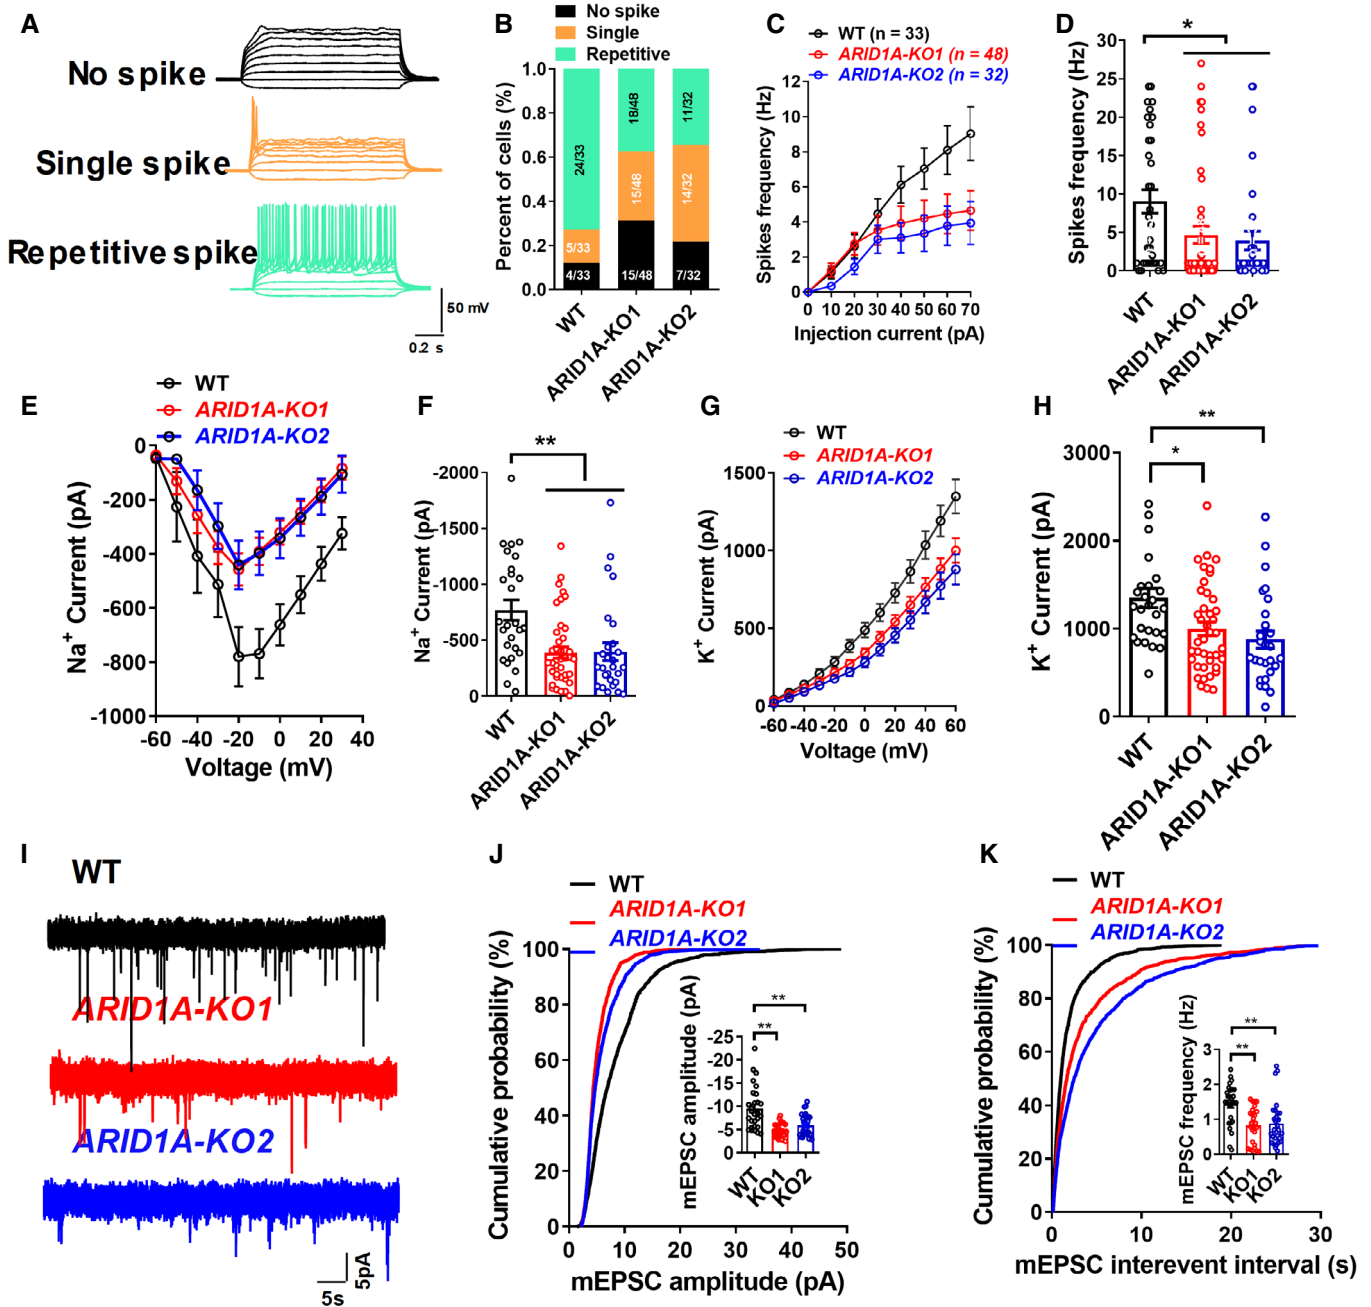 A
No spike
Single spike
Repetitive spike
50 mV
0.2 s
B
No spike
Single
Repetitive
Percent of cells (%)
1.0
0.8
0.6
0.4
0.2
0.0
24/33
5/33
4/33
18/48
15/48
15/48
11/32
14/32
7/32
WT
ARID1A-KO1
ARID1A-KO2
C
WT (n = 33)
ARID1A-KO1 (n = 48)
ARID1A-KO2 (n = 32)
Spikes frequency (Hz)
12
10
8
6
4
2
0
0 10 20 30 40 50 60 70
Injection current (pA)
D
*
Spikes frequency (Hz)
30
25
20
15
10
5
0
WT
ARID1A-KO1
ARID1A-KO2
E
WT
ARID1A-KO1
ARID1A-KO2
Na+ Current (pA)
0
-200
-400
-600
-800
-1000
-60 -40 -20 0 20 40
Voltage (mV)
F
**
Na+ Current (pA)
-2000
-1500
-1000
-500
0
WT
ARID1A-KO1
ARID1A-KO2
G
WT
ARID1A-KO1
ARID1A-KO2
K+ Current (pA)
1500
1000
500
0
-60 -40 -20 0 20 40 60
Voltage (mV)
H
**
*
K+ Current (pA)
3000
2000
1000
0
WT
ARID1A-KO1
ARID1A-KO2
I
WT
ARID1A-KO1
ARID1A-KO2
5pA
5s
J
WT
ARID1A-KO1
ARID1A-KO2
Cumulative probability (%)
100
80
60
40
20
0
0 10 20 30 40 50
mEPSC amplitude (pA)
mEPSC amplitude (pA)
-25
-20
-15
-10
-5
0
**
**
WT
KO1
KO2
K
WT
ARID1A-KO1
ARID1A-KO2
Cumulative probability (%)
100
80
60
40
20
0
0 10 20 30
mEPSC interevent interval (s)
mEPSC frequency (Hz)
3
2
1
0
**
**
WT
KO1
KO2